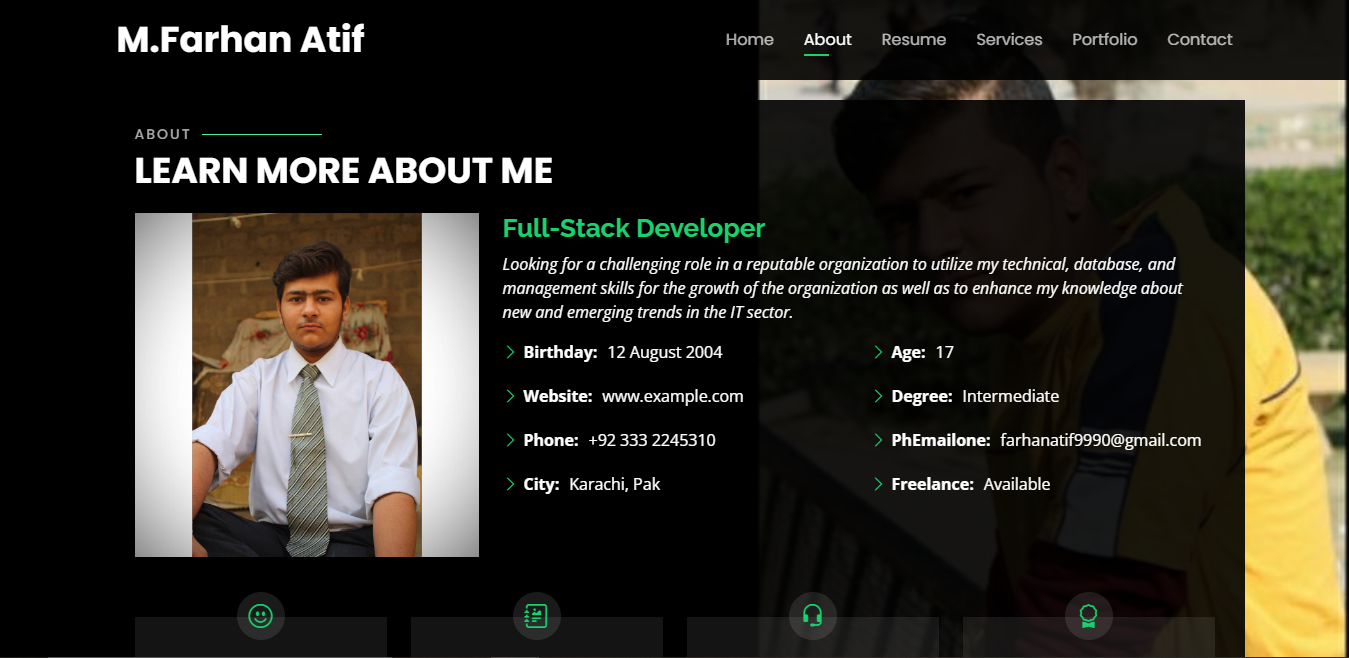 M.Farhan Atif
Home About Resume Services Portfolio Contact
ABOUT
LEARN MORE ABOUT ME
Full-Stack Developer
Looking for a challenging role in a reputable organization to utilize my technical, database, and
management skills for the growth of the organization as well as to enhance my knowledge about
new and emerging trends in the IT sector.
Birthday: 12 August 2004
Age: 17
Website: www.example.com
Degree: Intermediate
Phone: +92 333 2245310
PhEmailone: farhanatif9990@gmail.com
City: Karachi, Pak
Freelance: Available